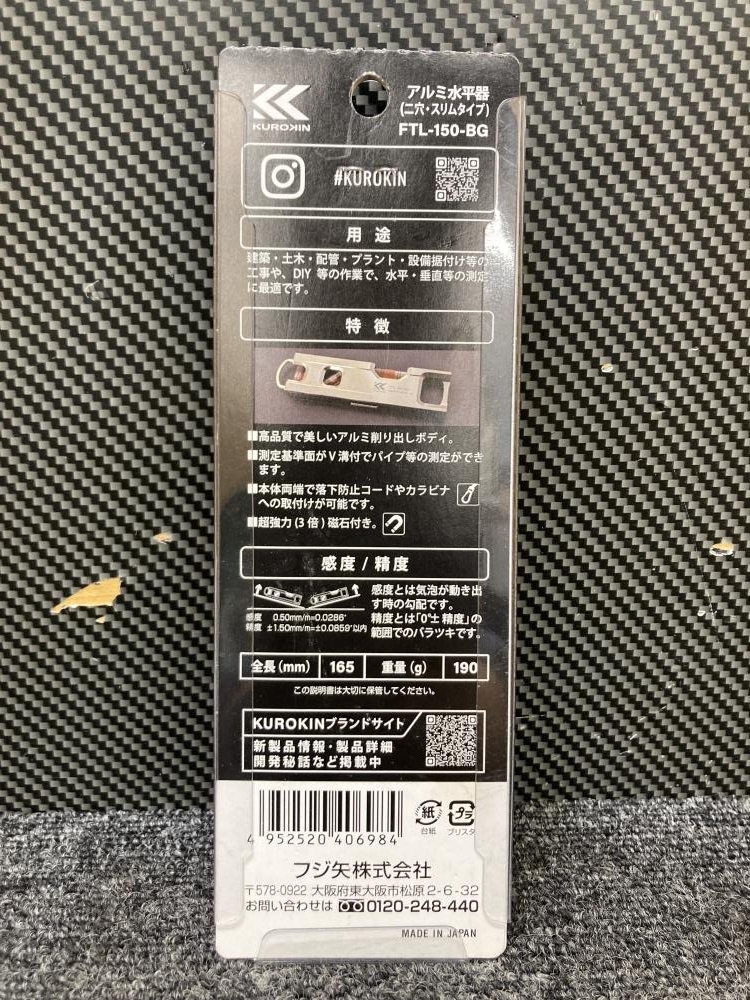 KUROKIN
アルミ水平器
(二穴・スリムタイプ)
FTL-150-BG
#KUROKIN
用途
建築・土木・配管・プラント・設備据付け等の
工事や、DIY 等の作業で、水平・垂直等の測定
に最適です。
特徴
■高品質で美しいアルミ削り出しボディ。
■測定基準面がV溝付でパイプ等の測定ができ
ます。
■本体両端で落下防止コードやカラビナ
への取付けが可能です。
■超強力(3倍)磁石付き。
感度 / 精度
感度とは気泡が動き出
す時の勾配です。
精度とは「0°±精度」の
範囲でのバラツキです。
感度 0.50mm/m=0.0286°
精度 ±1.50mm/m=±0.0859°以内
全長(mm) 165 重量(g) 190
この説明書は大切に保管してください。
KUROKINブランドサイト
新製品情報・製品詳細
開発秘話など掲載中
4 952520 406984
紙
台紙
プラ
ブリスタ
フジ矢株式会社
〒578-0922 大阪府東大阪市松原2-6-32
お問い合わせは 0120-248-440
MADE IN JAPAN